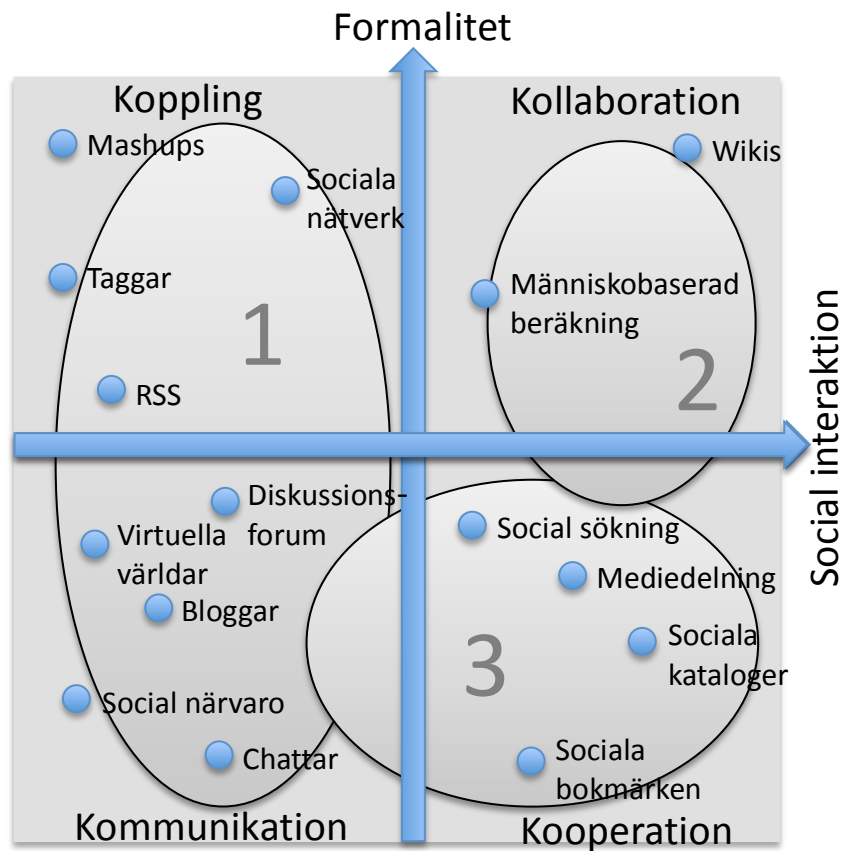 Formalitet
Koppling
Kollaboration
Mashups
Wikis
Sociala
nätverk
Taggar
Människobaserad
beräkning
1
2
RSS
Social interaktion
Diskussions-
forum
Virtuella
världar
Social sökning
Mediedelning
Bloggar
Sociala
kataloger
3
Social närvaro
Chattar
Sociala
bokmärken
Kommunikation
Kooperation